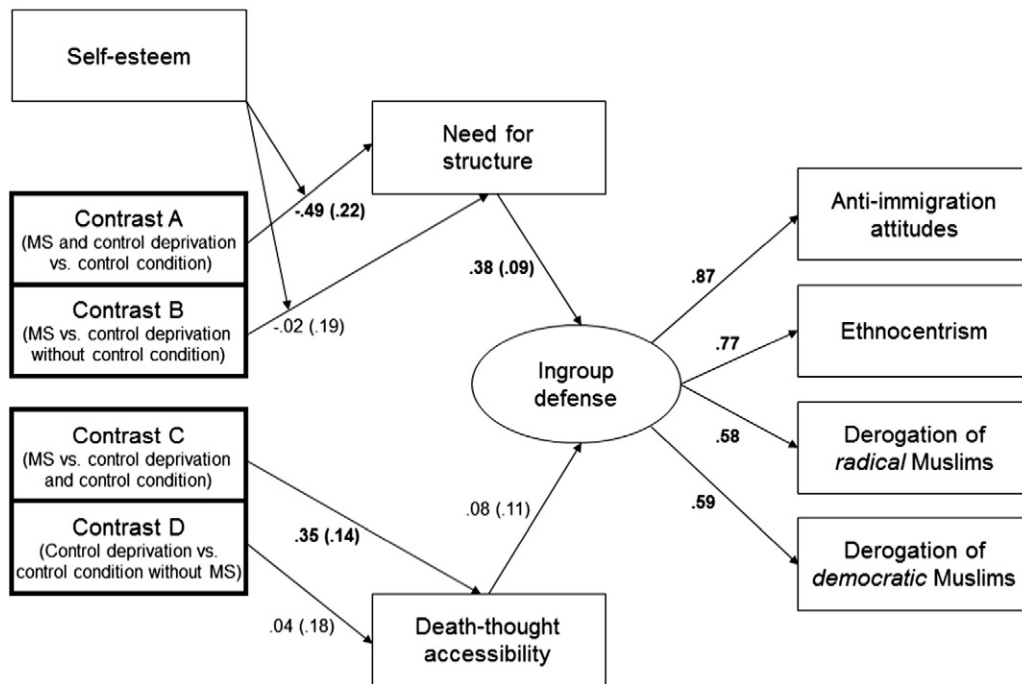 Self-esteem
Need for
structure
Contrast A
(MS and control deprivation
vs. control condition)
-.49 (.22)
Contrast B
(MS vs. control deprivation
without control condition)
-.02 (.19)
.38 (.09)
Anti-immigration
attitudes
.87
Ethnocentrism
.77
Ingroup
defense
Contrast C
(MS vs. control deprivation
and control condition)
.58
Derogation of
radical Muslims
.59
Contrast D
(Control deprivation vs.
control condition without MS)
.35 (.14)
.08 (.11)
Derogation of
democratic Muslims
.04 (.18)
Death-thought
accessibility